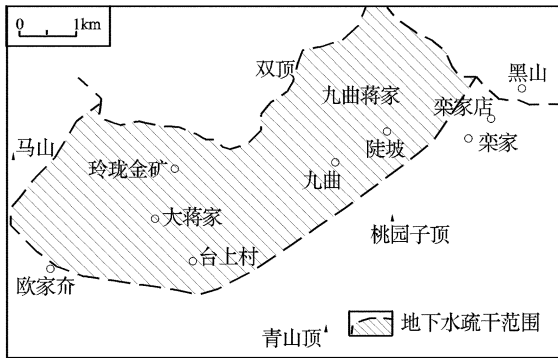 0 1km
双顶
黑山
九曲蒋家
栾家店
马山
陡坡
栾家
玲珑金矿
九曲
大蒋家
桃园子顶
台上村
欧家夼
青山顶
地下水疏干范围